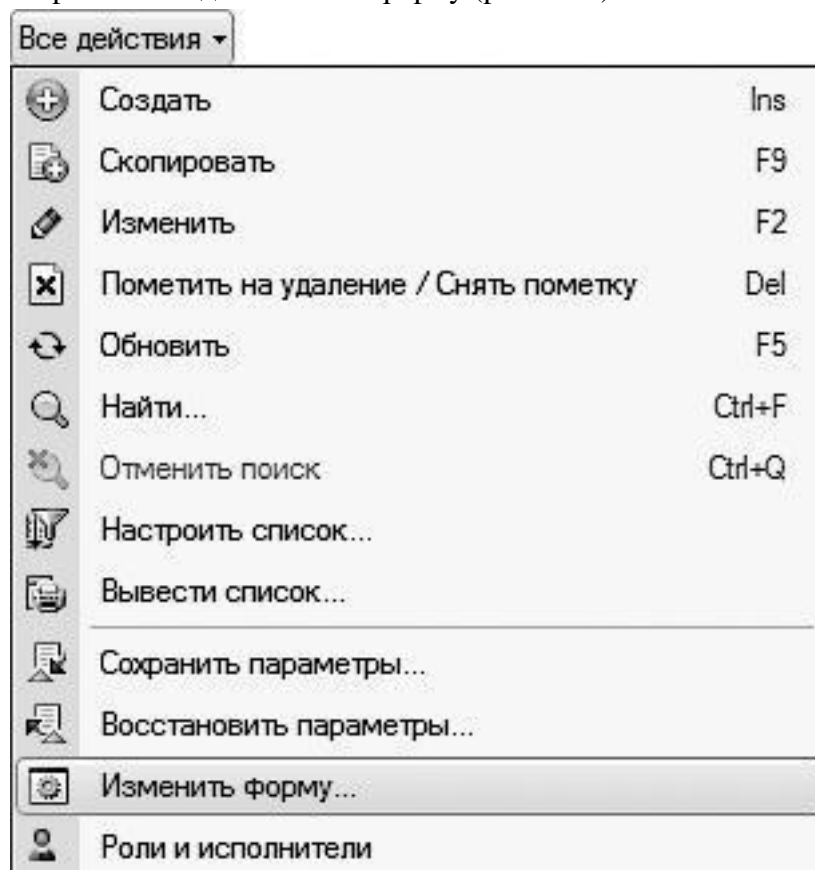 Все действия
Создать Ins
Скопировать F9
Изменить F2
Пометить на удаление / Снять пометку Del
Обновить F5
Найти... Ctrl+F
Отменить поиск Ctrl+Q
Настроить список...
Вывести список...
Сохранить параметры...
Восстановить параметры...
Изменить форму...
Роли и исполнители